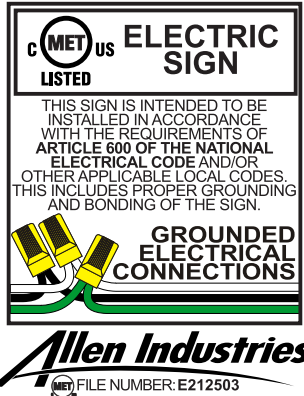 C MET US
LISTED
ELECTRIC
SIGN
THIS SIGN IS INTENDED TO BE
INSTALLED IN ACCORDANCE
WITH THE REQUIREMENTS OF
ARTICLE 600 OF THE NATIONAL
ELECTRICAL CODE AND/OR
OTHER APPLICABLE LOCAL CODES.
THIS INCLUDES PROPER GROUNDING
AND BONDING OF THE SIGN.
GROUNDED
ELECTRICAL
CONNECTIONS
Allen Industries
MET FILE NUMBER: E212503